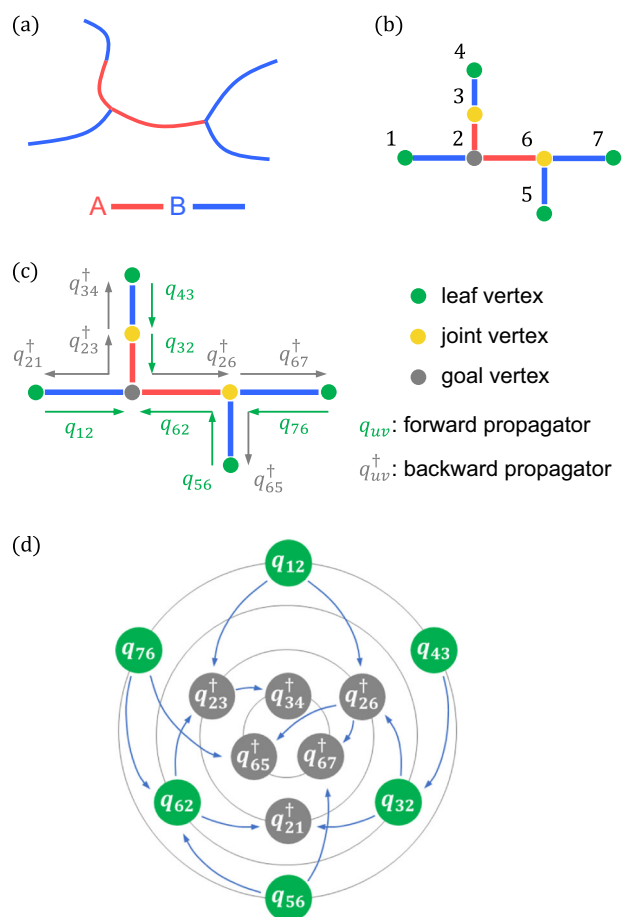 (a)
(b)
A B
4
3
1 2 6 7
5
(c)
q†34 q43
q†21 q†23 q32 q†26 q†67
q12 q62 q76
q56 q†65
leaf vertex
joint vertex
goal vertex
quv: forward propagator
q†uv: backward propagator
(d)
q12
q76 q43
q†23 q†34 q†26
q†65 q†67
q62 q†21 q32
q56